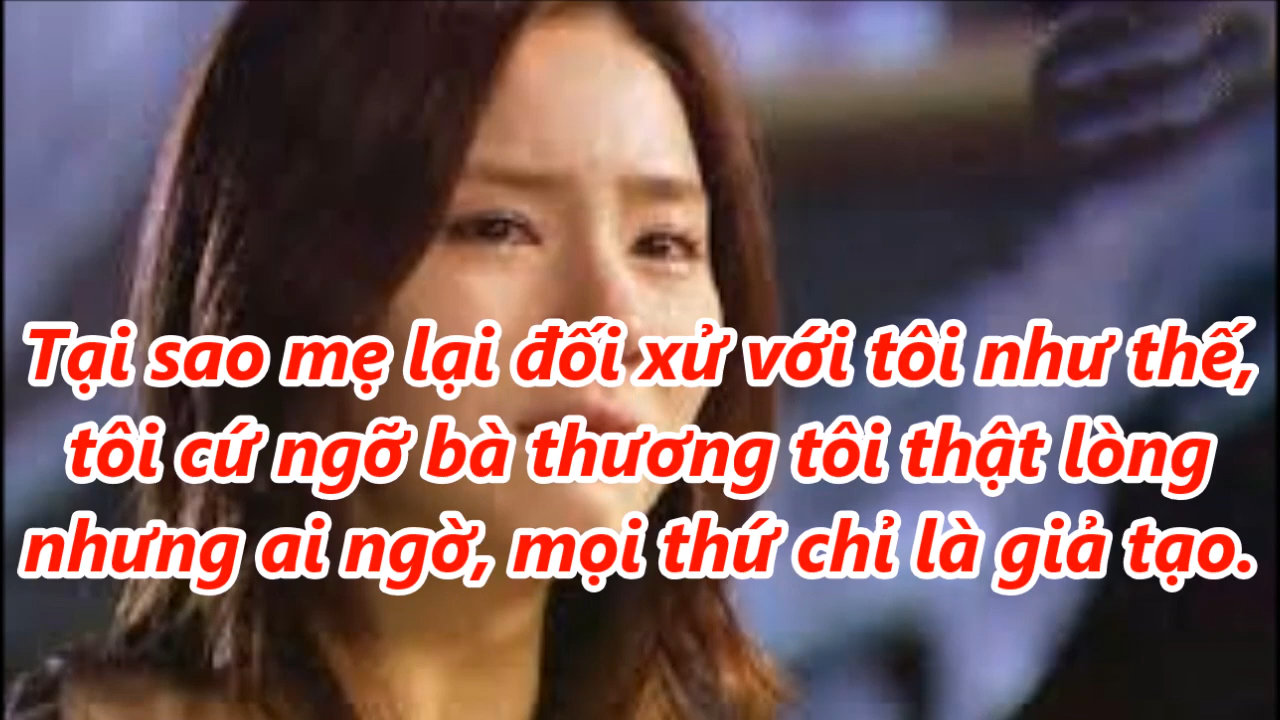 Tại sao mẹ lại đối xử với tôi như thế,
tôi cứ ngỡ bà thương tôi thật lòng
nhưng ai ngờ, mọi thứ chỉ là giả tạo.